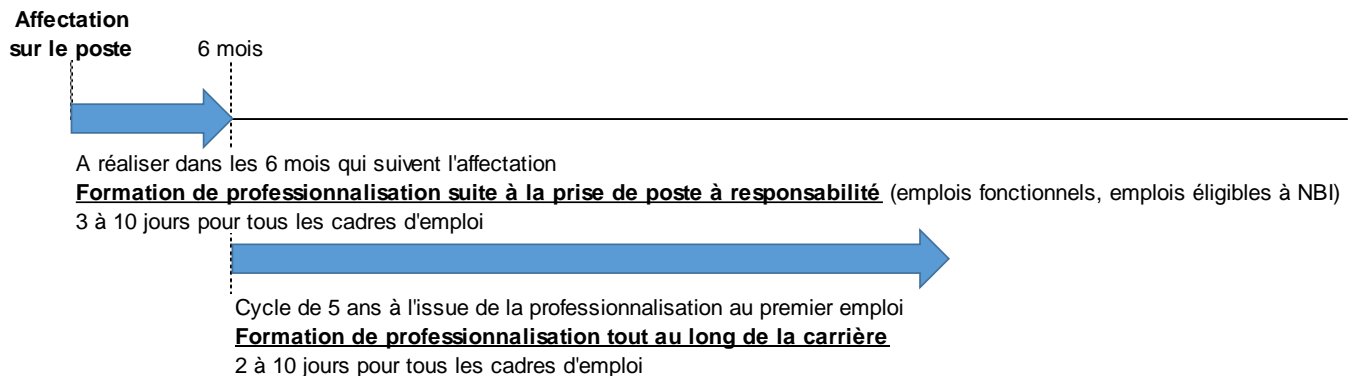 Affectation
sur le poste
6 mois
A réaliser dans les 6 mois qui suivent l'affectation
Formation de professionnalisation suite à la prise de poste à responsabilité (emplois fonctionnels, emplois éligibles à NBI)
3 à 10 jours pour tous les cadres d'emploi
Cycle de 5 ans à l'issue de la professionnalisation au premier emploi
Formation de professionnalisation tout au long de la carrière
2 à 10 jours pour tous les cadres d'emploi